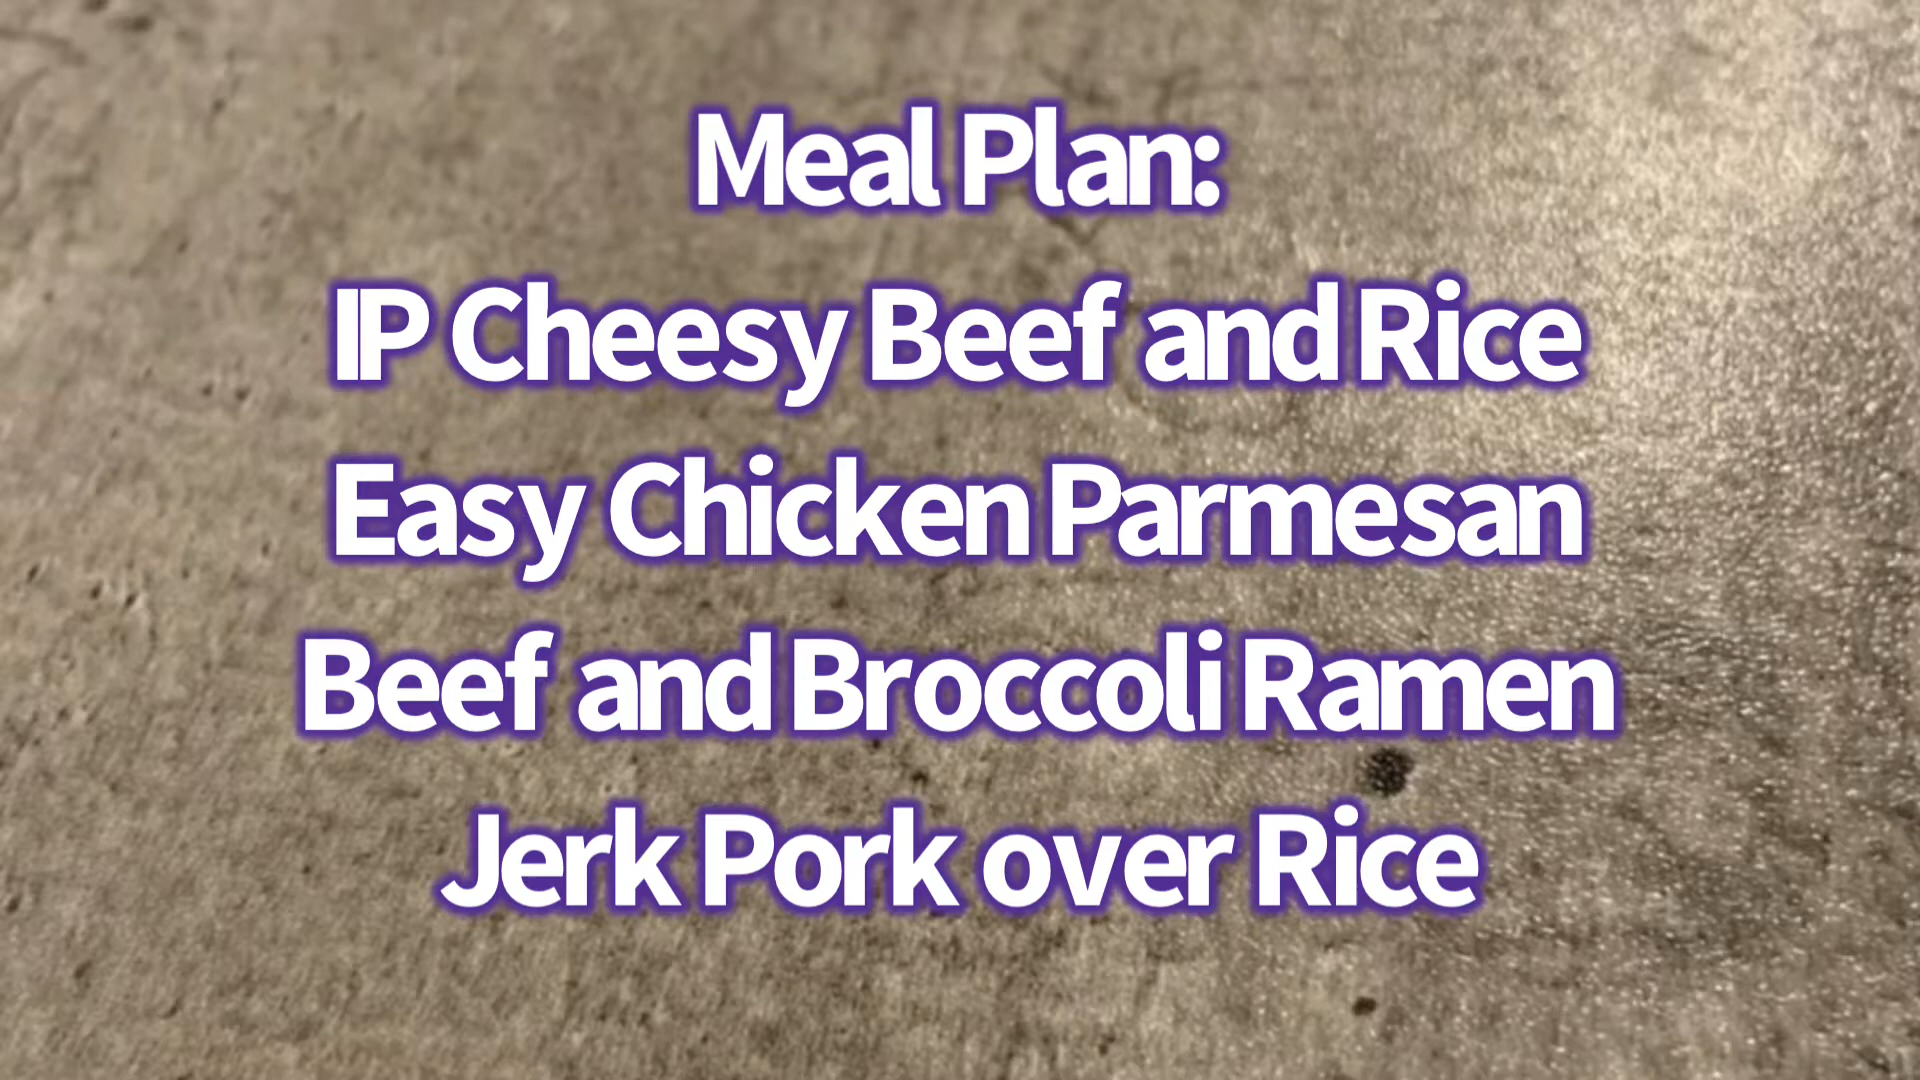 Meal Plan:
IP Cheesy Beef and Rice
Easy Chicken Parmesan
Beef and Broccoli Ramen
Jerk Pork over Rice